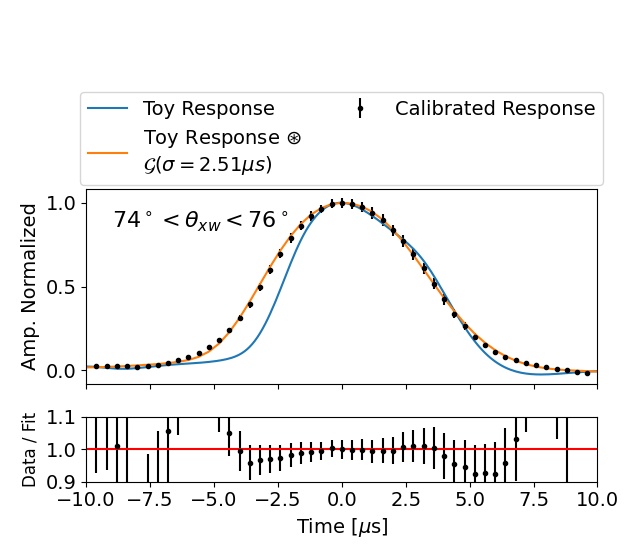 Toy Response
Toy Response ⊛
𝒢(σ = 2.51μs)
Calibrated Response
74° < θ_xw < 76°
Amp. Normalized
1.0
0.5
0.0
Data / Fit
1.1
1.0
0.9
−10.0 −7.5 −5.0 −2.5 0.0 2.5 5.0 7.5 10.0
Time [μs]